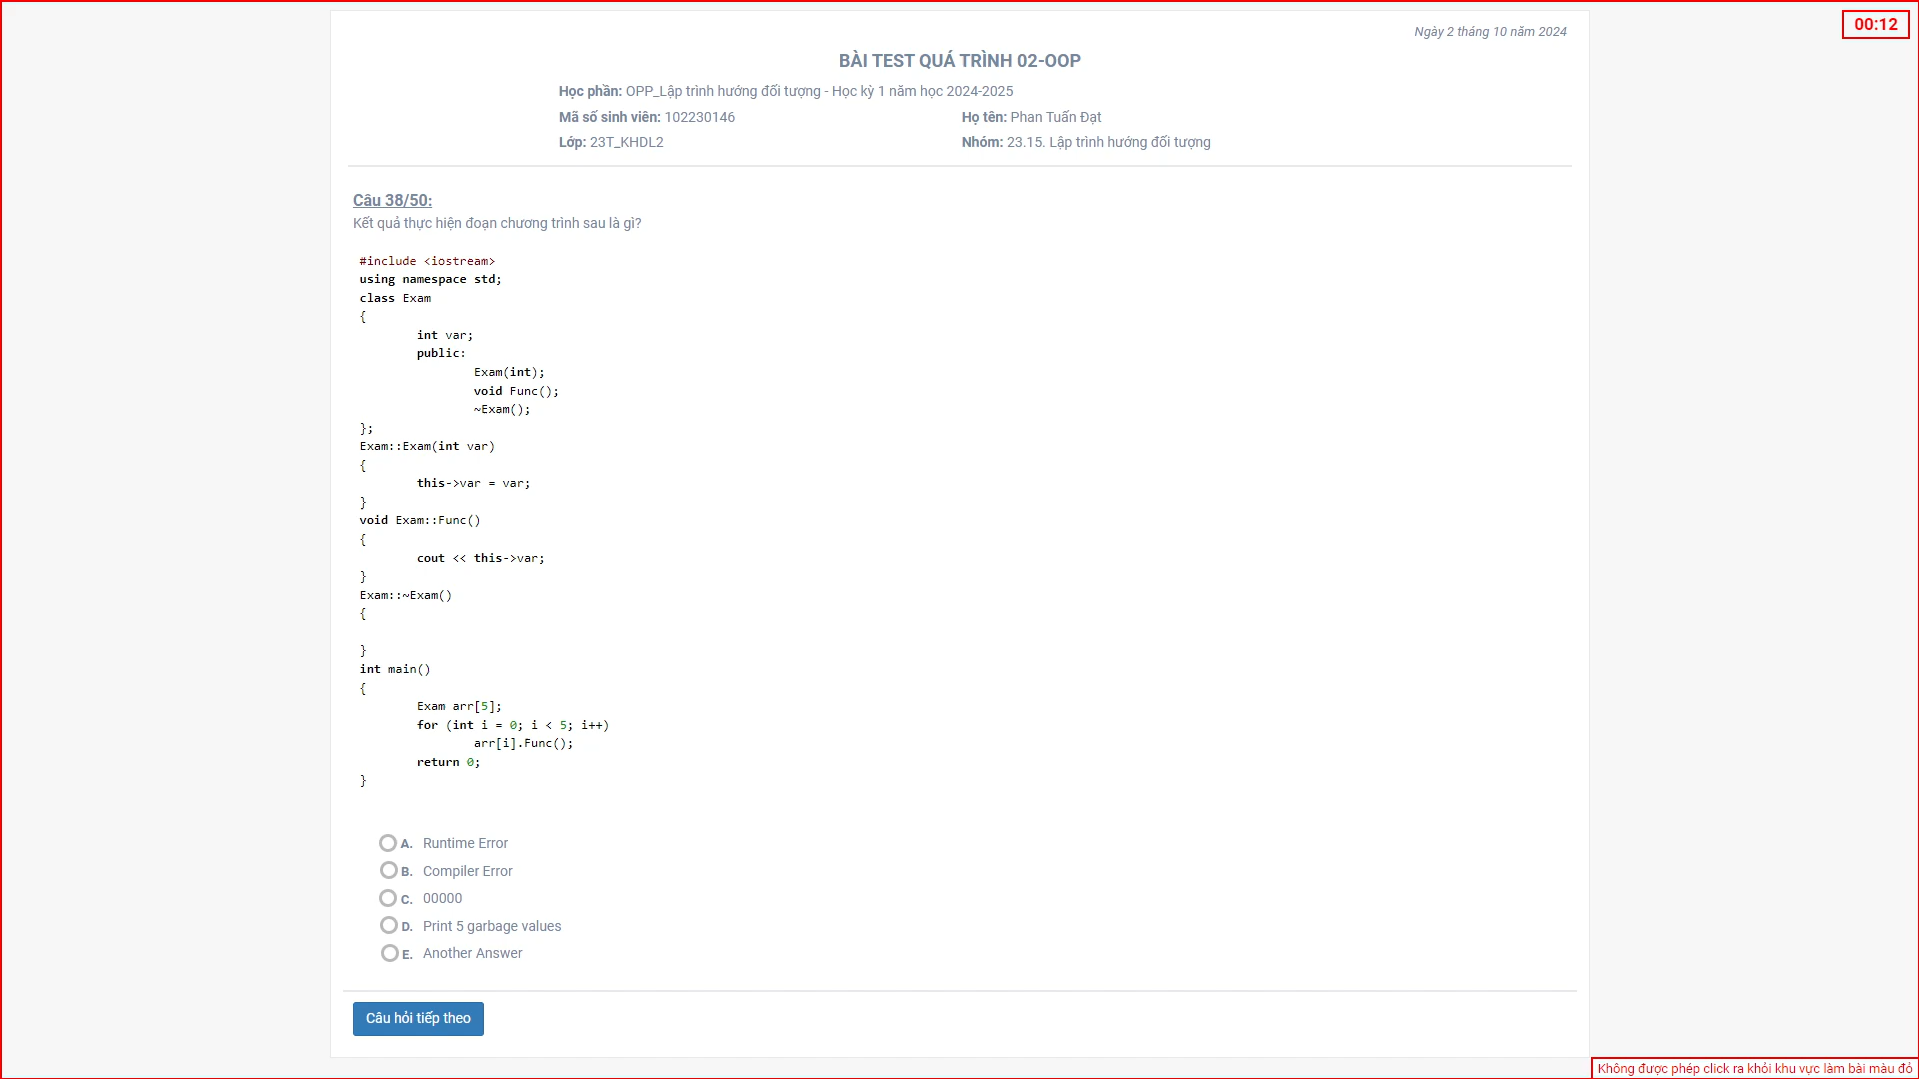 Ngày 2 tháng 10 năm 2024
00:12
BÀI TEST QUÁ TRÌNH 02-OOP
Học phần: OPP_Lập trình hướng đối tượng - Học kỳ 1 năm học 2024-2025
Mã số sinh viên: 102230146
Họ tên: Phan Tuấn Đạt
Lớp: 23T_KHDL2
Nhóm: 23.15. Lập trình hướng đối tượng
Câu 38/50:
Kết quả thực hiện đoạn chương trình sau là gì?
#include <iostream>
using namespace std;
class Exam
{
int var;
public:
Exam(int);
void Func();
~Exam();
};
Exam::Exam(int var)
{
this->var = var;
}
void Exam::Func()
{
cout << this->var;
}
Exam::~Exam()
{
}
int main()
{
Exam arr[5];
for (int i = 0; i < 5; i++)
arr[i].Func();
return 0;
}
A. Runtime Error
B. Compiler Error
C. 00000
D. Print 5 garbage values
E. Another Answer
Câu hỏi tiếp theo
Không được phép click ra khỏi khu vực làm bài màu đỏ